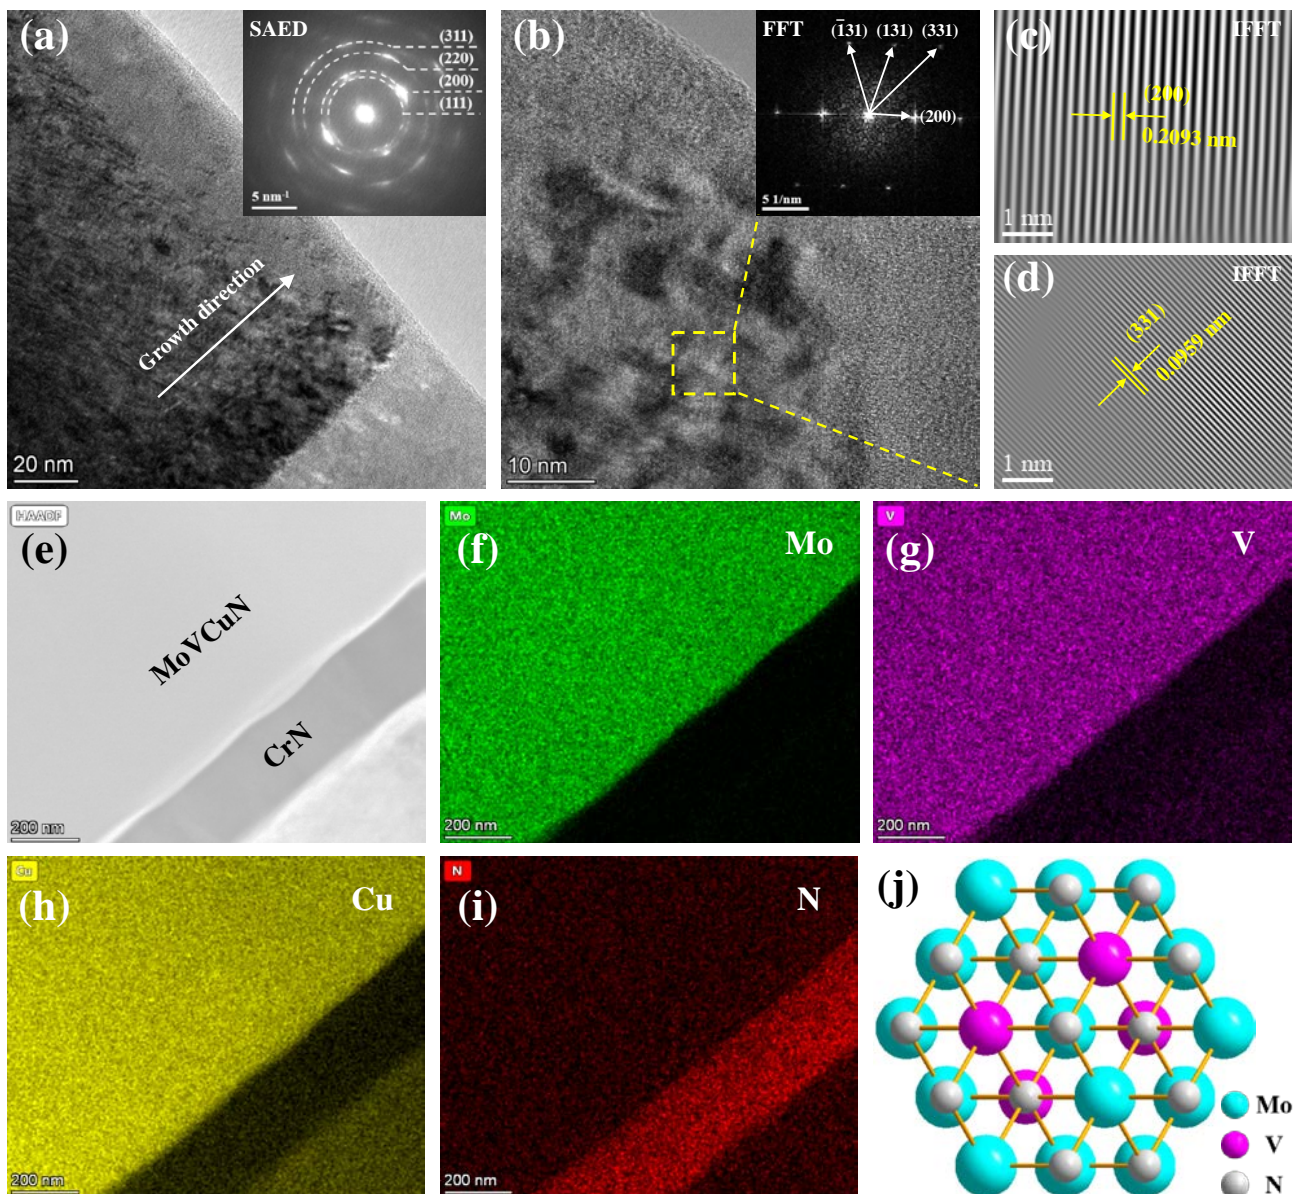 (a)
SAED
(311)
(220)
(200)
(111)
5 nm-1
Growth direction
20 nm
(b)
FFT
(1̄31)
(131)
(331)
(200)
5 1/nm
10 nm
(c)
IFFT
(200)
0.2093 nm
1 nm
(d)
IFFT
(331)
0.0959 nm
1 nm
HAADF
(e)
MoVCuN
CrN
200 nm
Mo
(f)
Mo
200 nm
V
(g)
V
200 nm
Cu
(h)
Cu
200 nm
N
(i)
N
200 nm
(j)
Mo
V
N